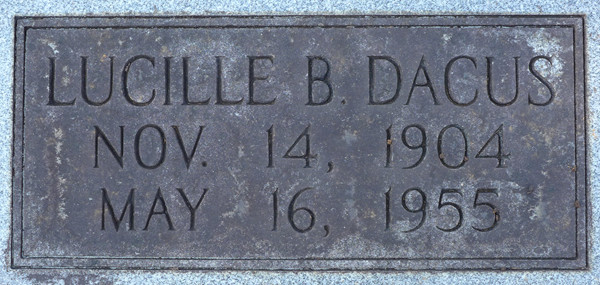 LUCILLE B. DACUS
NOV. 14, 1904
MAY 16, 1955